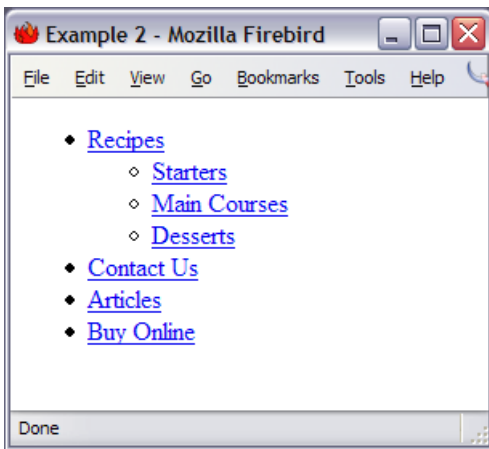 Example 2 - Mozilla Firebird
File Edit View Go Bookmarks Tools Help
Recipes
Starters
Main Courses
Desserts
Contact Us
Articles
Buy Online
Done